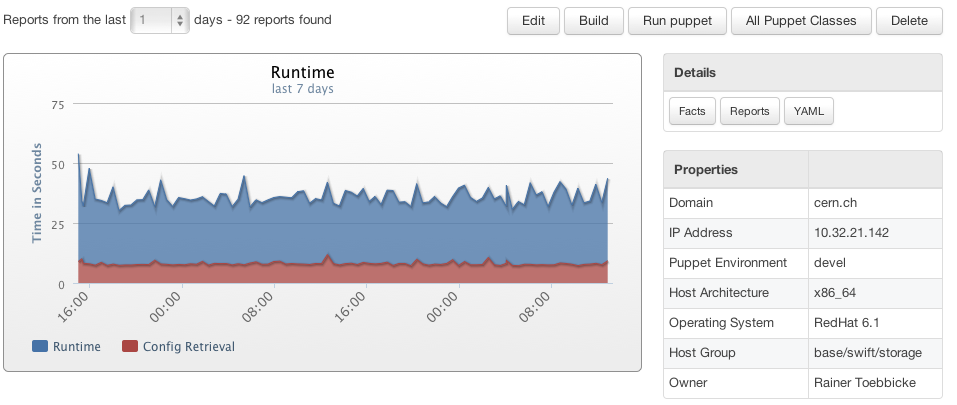 Reports from the last 1 days - 92 reports found
Edit Build Run puppet All Puppet Classes Delete
Runtime
last 7 days
Time in Seconds
75
50
25
0
16:00 00:00 08:00 16:00 00:00 08:00
Runtime Config Retrieval
Details
Facts Reports YAML
Properties
Domain cern.ch
IP Address 10.32.21.142
Puppet Environment devel
Host Architecture x86_64
Operating System RedHat 6.1
Host Group base/swift/storage
Owner Rainer Toebbicke